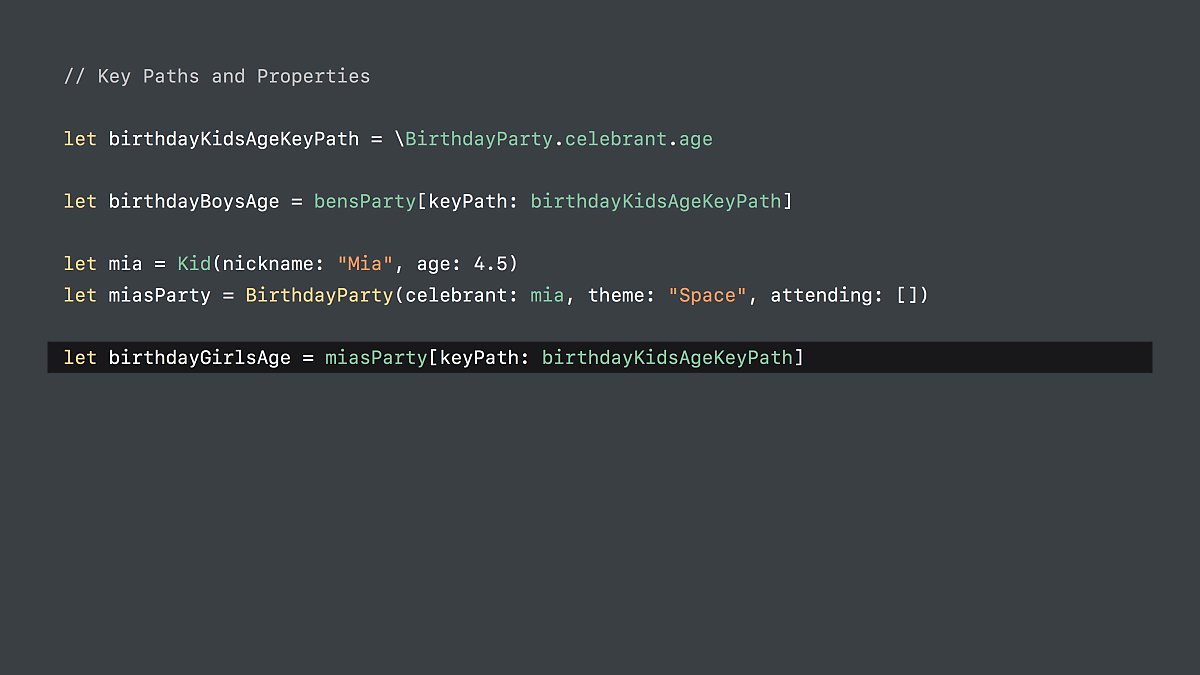 // Key Paths and Properties
let birthdayKidsAgeKeyPath = \BirthdayParty.celebrant.age
let birthdayBoysAge = bensParty[keyPath: birthdayKidsAgeKeyPath]
let mia = Kid(nickname: "Mia", age: 4.5)
let miasParty = BirthdayParty(celebrant: mia, theme: "Space", attending: [])
let birthdayGirlsAge = miasParty[keyPath: birthdayKidsAgeKeyPath]